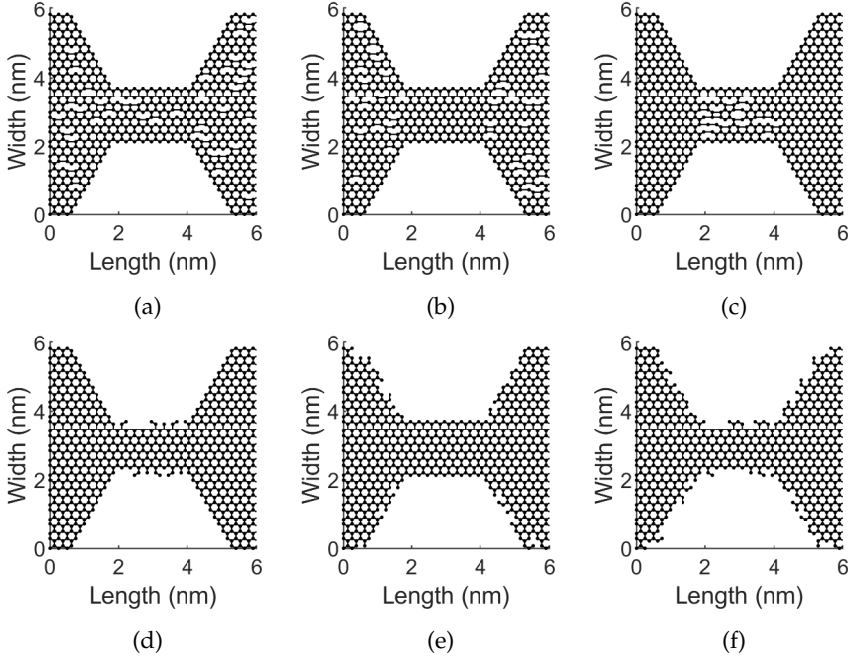 6 6 6
4 4 4
Width (nm) Width (nm) Width (nm)
2 2 2
0 0 0
0 2 4 6 0 2 4 6 0 2 4 6
Length (nm) Length (nm) Length (nm)
(a) (b) (c)
6 6 6
4 4 4
Width (nm) Width (nm) Width (nm)
2 2 2
0 0 0
0 2 4 6 0 2 4 6 0 2 4 6
Length (nm) Length (nm) Length (nm)
(d) (e) (f)